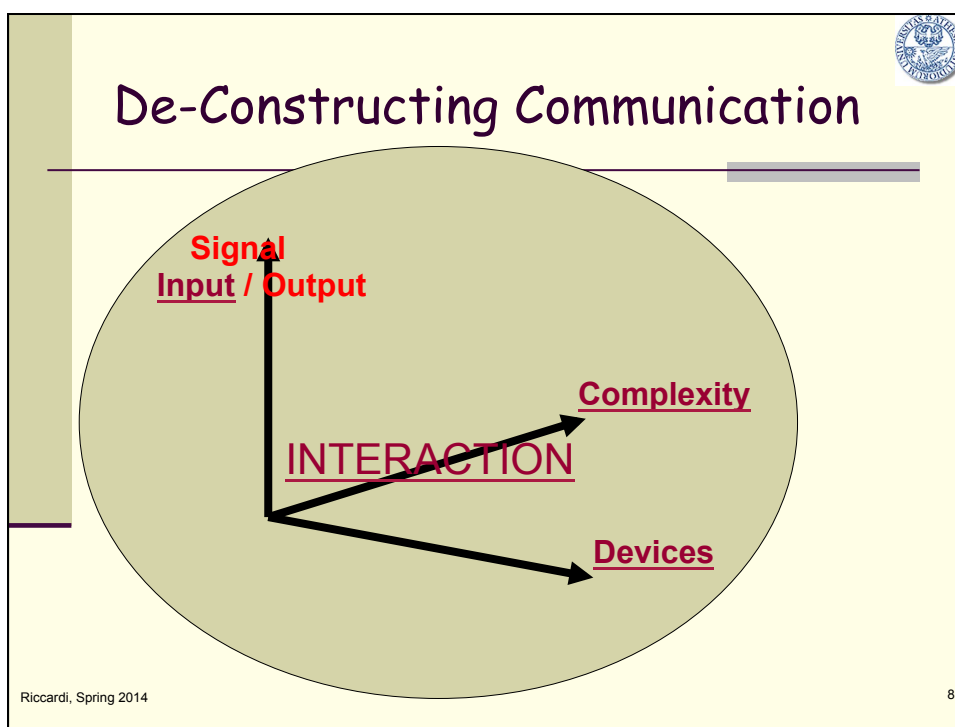 De-Constructing Communication
Signal
Input / Output
Complexity
INTERACTION
Devices
Riccardi, Spring 2014
8